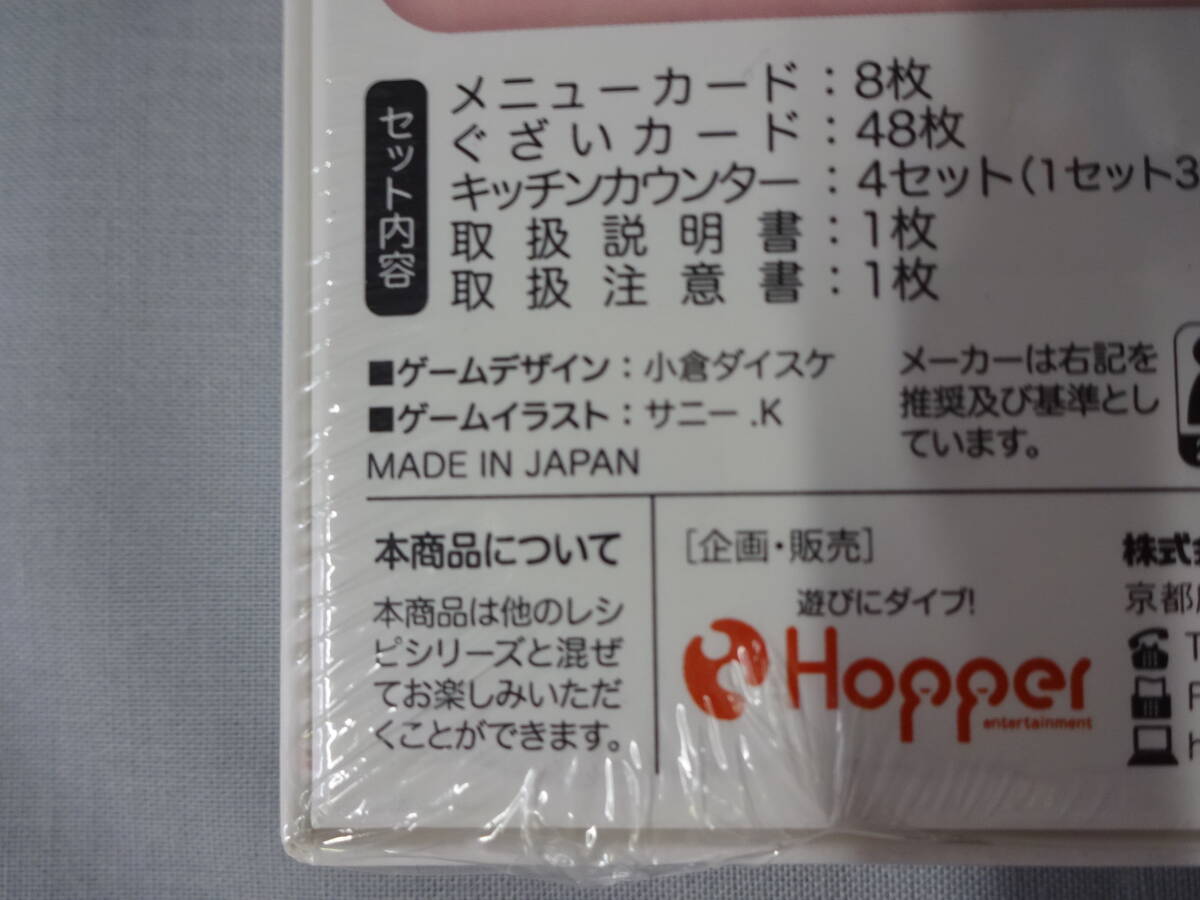 セット内容
メニューカード：8枚
ぐざいカード：48枚
キッチンカウンター：4セット(1セット3
取扱説明書：1枚
取扱注意書：1枚
■ゲームデザイン：小倉ダイスケ
■ゲームイラスト：サニー.K
MADE IN JAPAN
メーカーは右記を
推奨及び基準とし
ています。
本商品について
本商品は他のレシ
ピシリーズと混ぜ
てお楽しみいただ
くことができます。
[企画・販売]
遊びにダイブ!
Hopper
entertainment
株式
京都
T
F
h